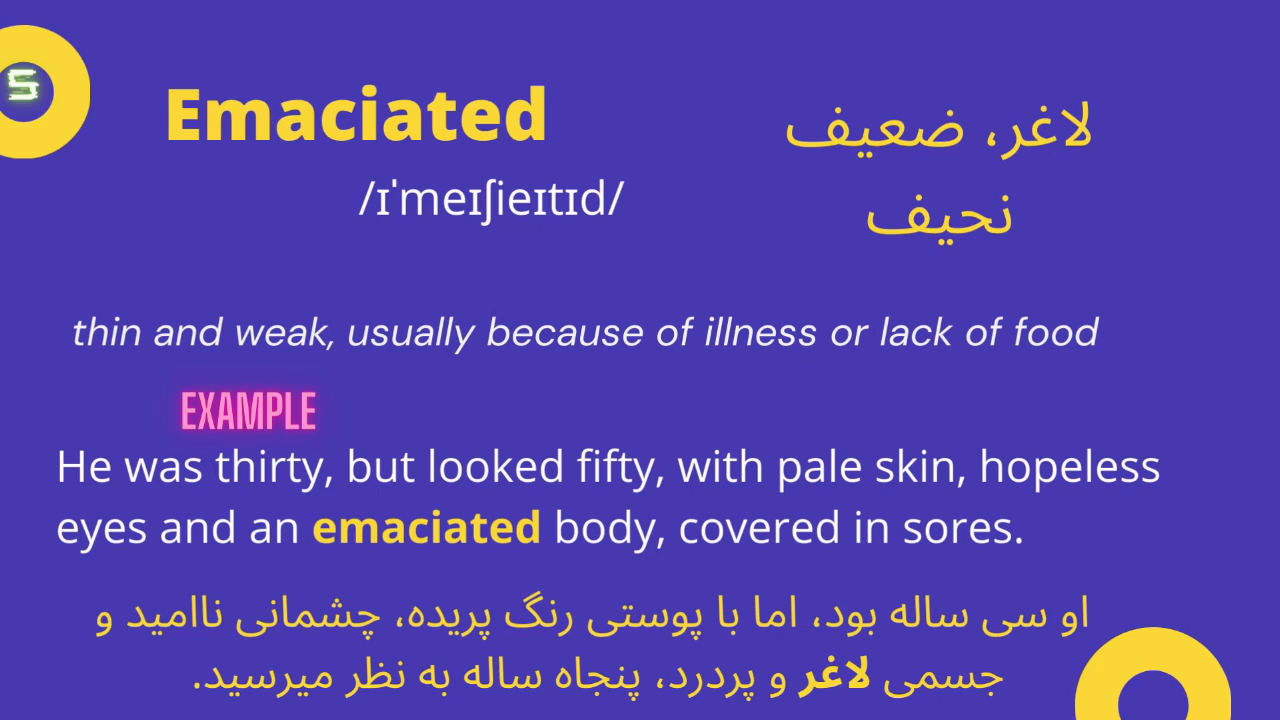 5
Emaciated
لاغر، ضعیف
/ɪˈmeɪʃieɪtɪd/
نحیف
thin and weak, usually because of illness or lack of food
EXAMPLE
He was thirty, but looked fifty, with pale skin, hopeless
eyes and an emaciated body, covered in sores.
او سی ساله بود، اما با پوستی رنگ پریده، چشمانی ناامید و
جسمی لاغر و پردرد، پنجاه ساله به نظر میرسید.